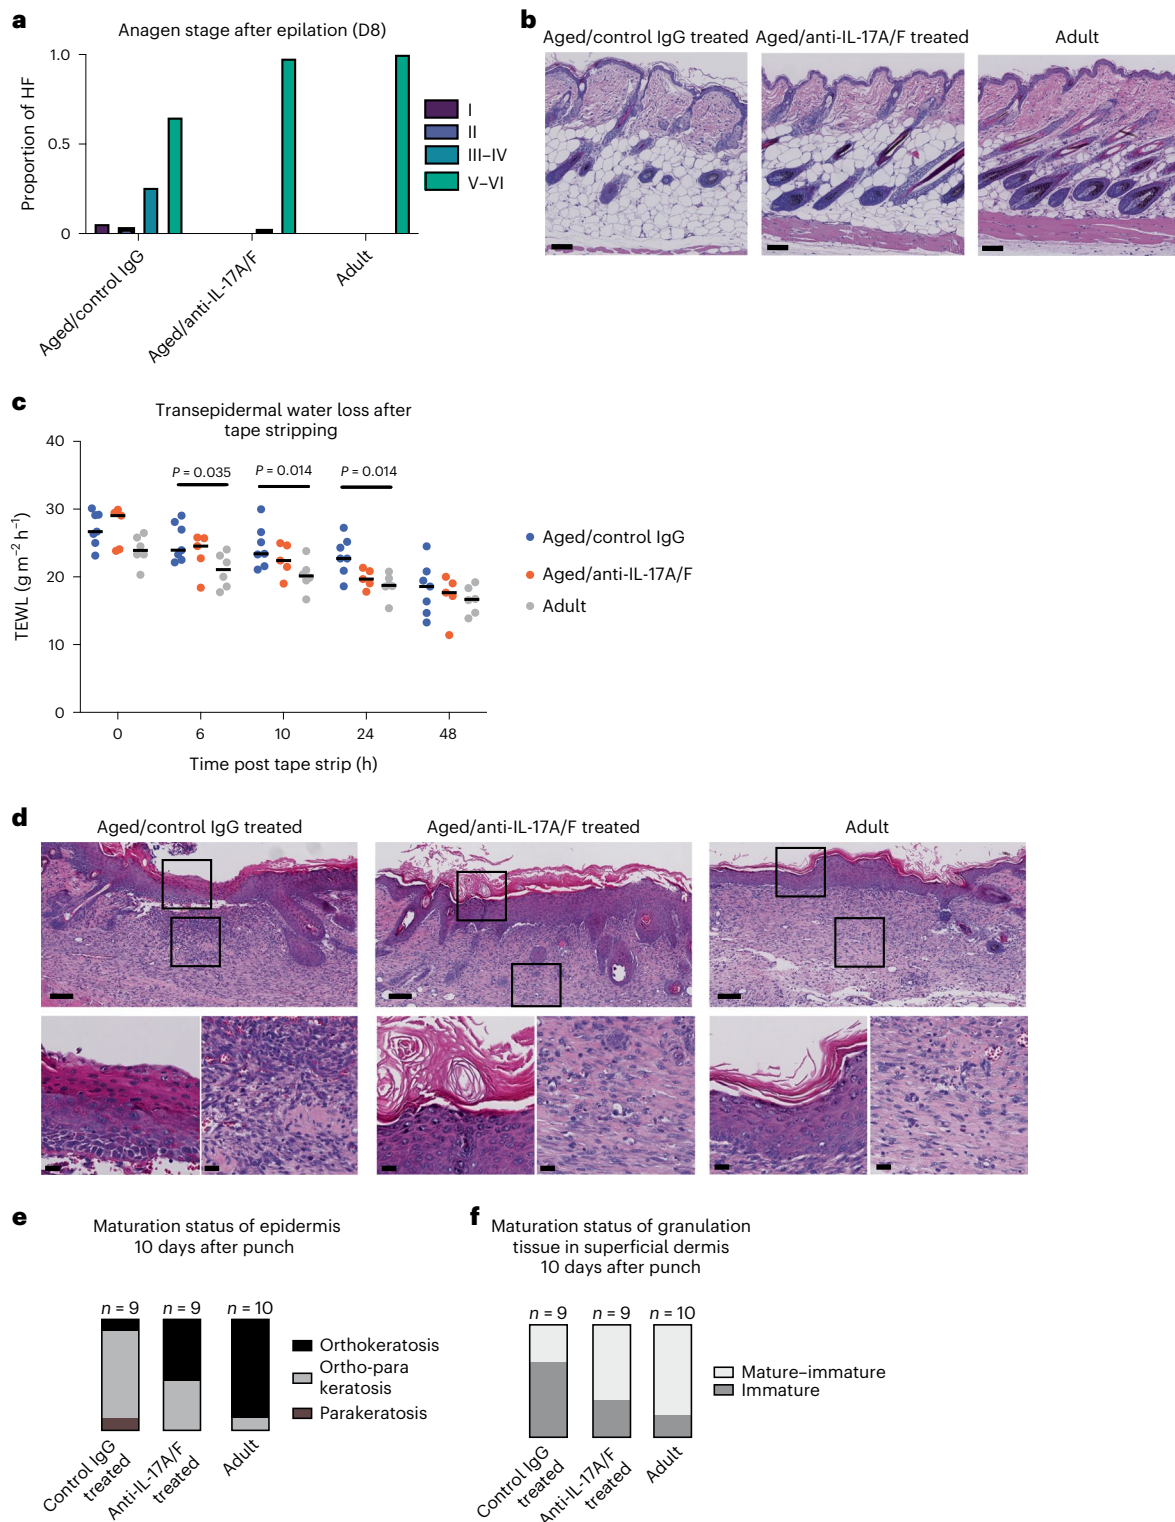 a
Anagen stage after epilation (D8)
Proportion of HF
1.0
0.5
0
I
II
III–IV
V–VI
Aged/control IgG
Aged/anti-IL-17A/F
Adult
b
Aged/control IgG treated
Aged/anti-IL-17A/F treated
Adult
c
Transepidermal water loss after
tape stripping
TEWL (g m⁻² h⁻¹)
40
30
20
10
0
P = 0.035
P = 0.014
P = 0.014
0
6
10
24
48
Time post tape strip (h)
Aged/control IgG
Aged/anti-IL-17A/F
Adult
d
Aged/control IgG treated
Aged/anti-IL-17A/F treated
Adult
e
Maturation status of epidermis
10 days after punch
n = 9
n = 9
n = 10
Orthokeratosis
Ortho-para
keratosis
Parakeratosis
Control IgG
treated
Anti-IL-17A/F
treated
Adult
f
Maturation status of granulation
tissue in superficial dermis
10 days after punch
n = 9
n = 9
n = 10
Mature–immature
Immature
Control IgG
treated
Anti-IL-17A/F
treated
Adult